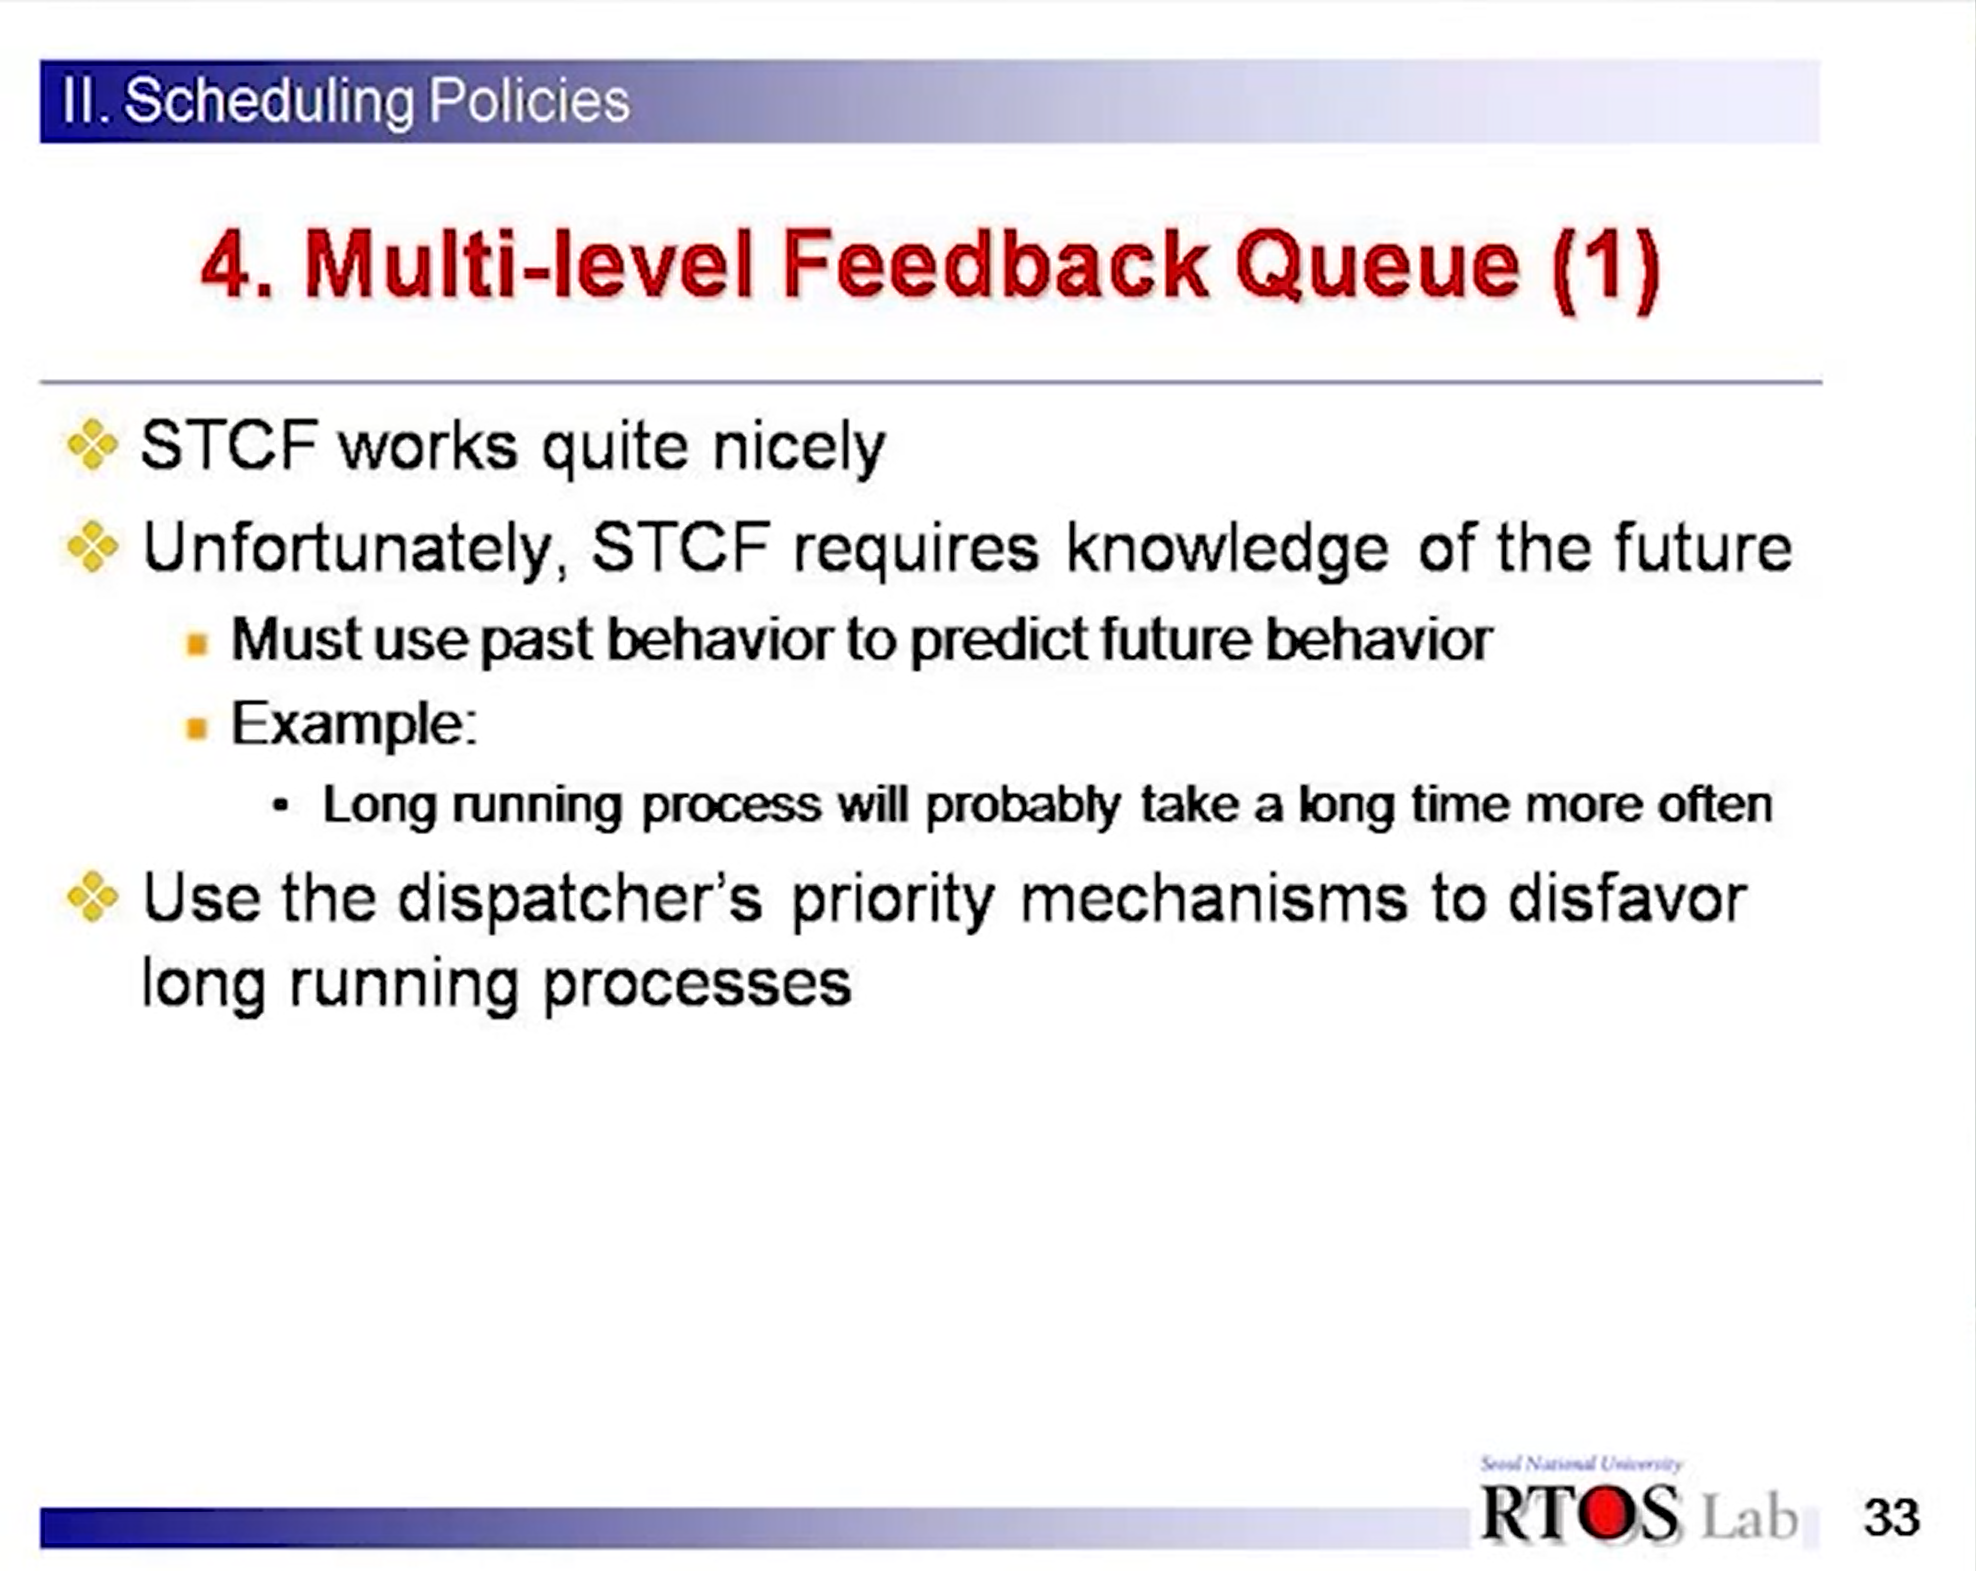 II. Scheduling Policies
4. Multi-level Feedback Queue (1)
STCF works quite nicely
Unfortunately, STCF requires knowledge of the future
Must use past behavior to predict future behavior
Example:
Long running process will probably take a long time more often
Use the dispatcher’s priority mechanisms to disfavor
long running processes
Seoul National University
RTOS Lab
33